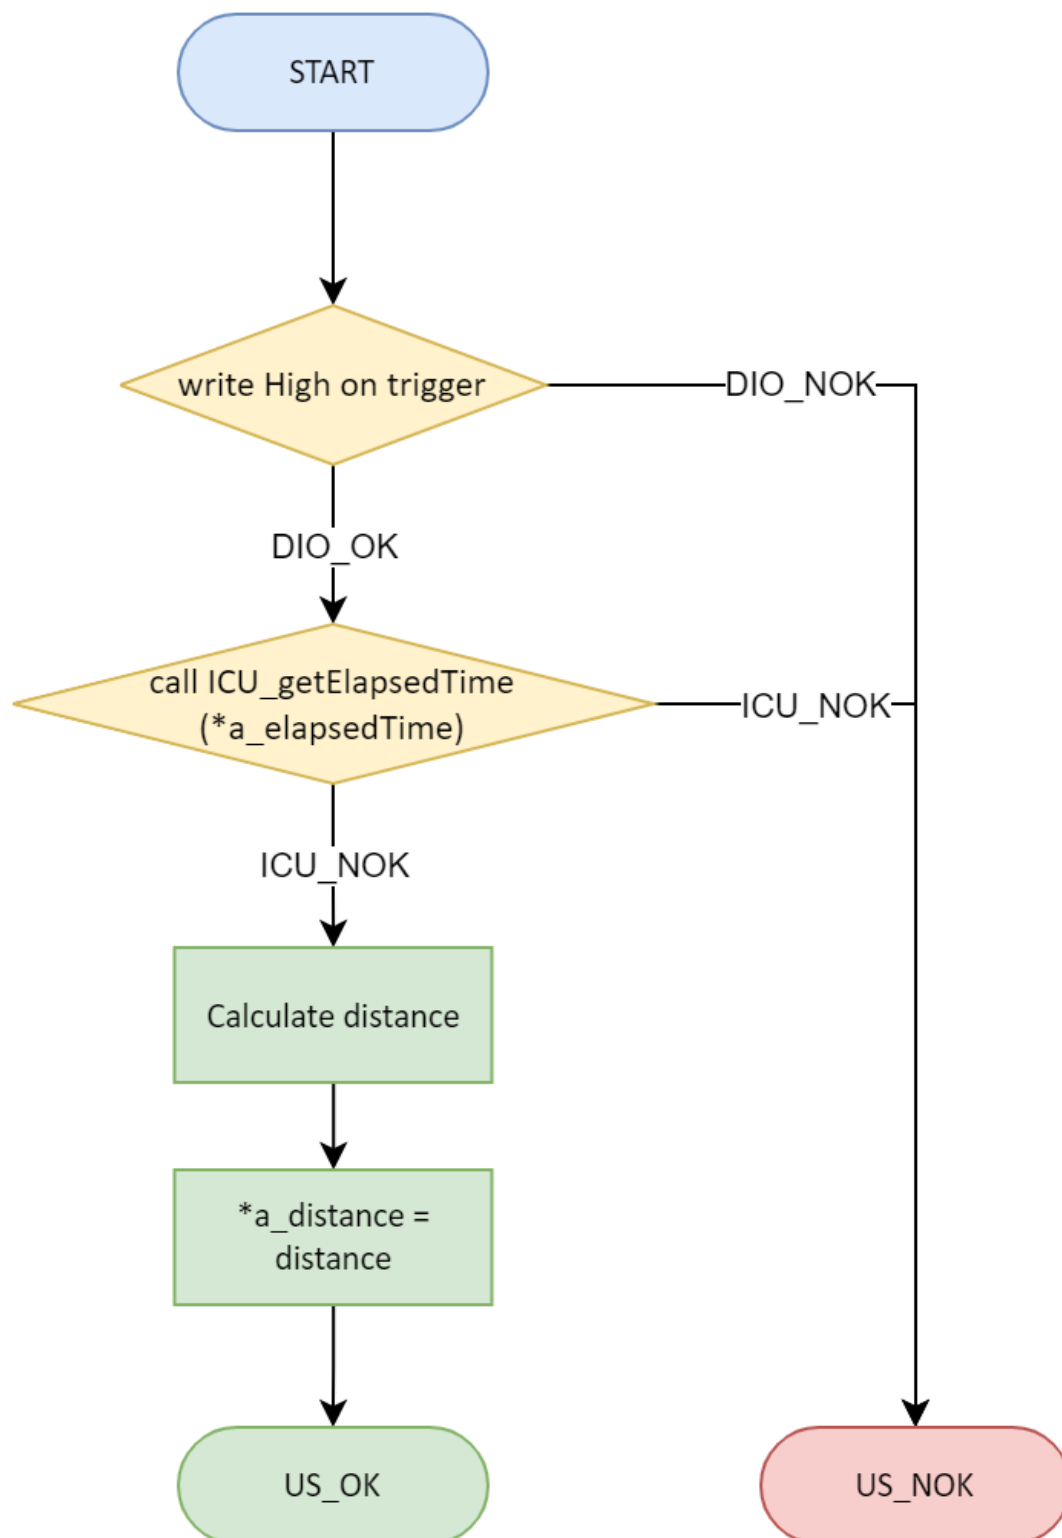 START
write High on trigger
DIO_NOK
DIO_OK
call ICU_getElapsedTime
(*a_elapsedTime)
ICU_NOK
ICU_NOK
Calculate distance
*a_distance =
distance
US_OK
US_NOK